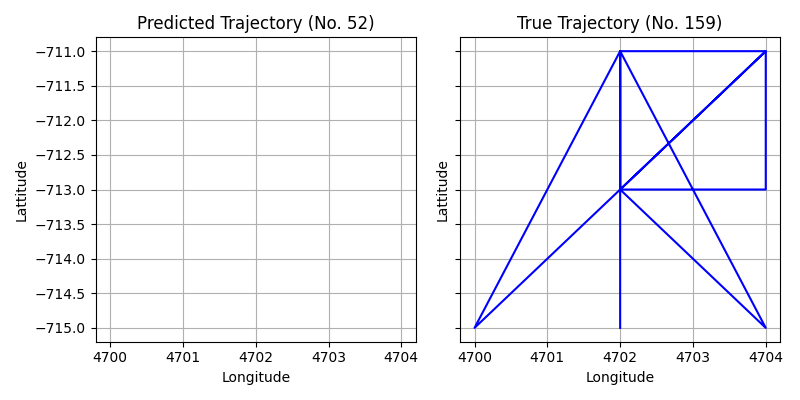 Predicted Trajectory (No. 52)
True Trajectory (No. 159)
−711.0
−711.5
−712.0
−712.5
−713.0
−713.5
−714.0
−714.5
−715.0
Lattitude
Lattitude
4700 4701 4702 4703 4704
4700 4701 4702 4703 4704
Longitude
Longitude